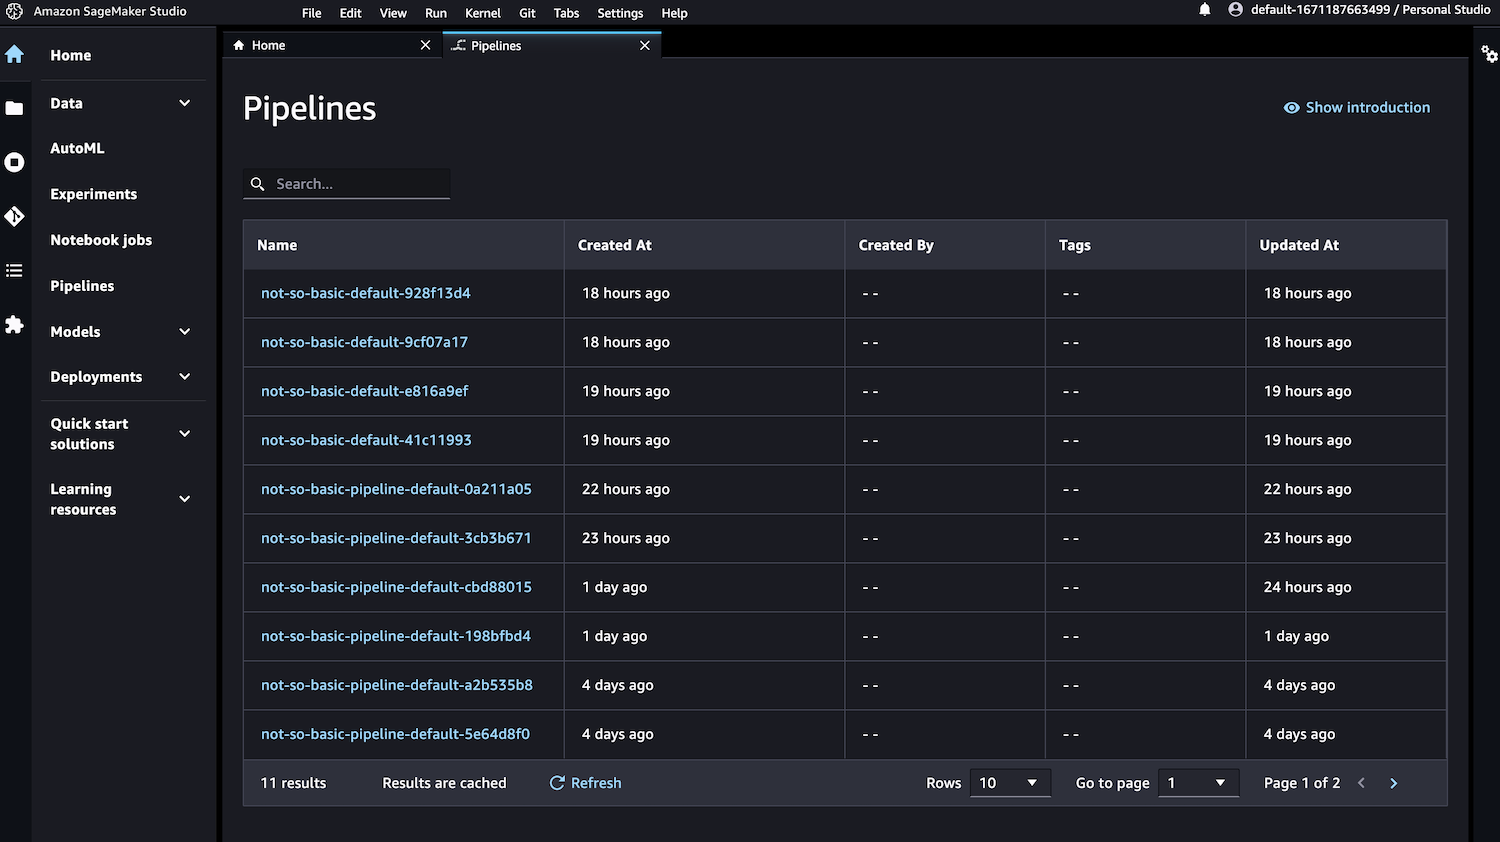 Amazon SageMaker Studio
File Edit View Run Kernel Git Tabs Settings Help
default-1671187663499 / Personal Studio
Home
Data
AutoML
Experiments
Notebook jobs
Pipelines
Models
Deployments
Quick start
solutions
Learning
resources
Home Pipelines
Pipelines
Show introduction
Search...
Name Created At Created By Tags Updated At
not-so-basic-default-928f13d4 18 hours ago - - - - 18 hours ago
not-so-basic-default-9cf07a17 18 hours ago - - - - 18 hours ago
not-so-basic-default-e816a9ef 19 hours ago - - - - 19 hours ago
not-so-basic-default-41c11993 19 hours ago - - - - 19 hours ago
not-so-basic-pipeline-default-0a211a05 22 hours ago - - - - 22 hours ago
not-so-basic-pipeline-default-3cb3b671 23 hours ago - - - - 23 hours ago
not-so-basic-pipeline-default-cbd88015 1 day ago - - - - 24 hours ago
not-so-basic-pipeline-default-198bfbd4 1 day ago - - - - 1 day ago
not-so-basic-pipeline-default-a2b535b8 4 days ago - - - - 4 days ago
not-so-basic-pipeline-default-5e64d8f0 4 days ago - - - - 4 days ago
11 results Results are cached Refresh Rows 10 Go to page 1 Page 1 of 2